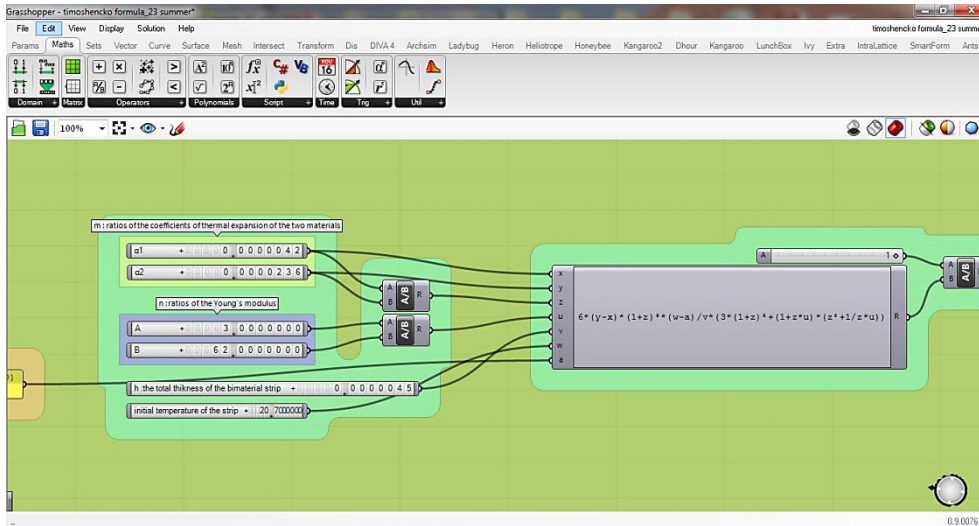 Grasshopper - timoshencko formula_23 summer*
File Edit View Display Solution Help
timoshencko fomula_23 summe
Params Maths Sets Vector Curve Surface Mesh Intersect Transform Dis DIVA4 Archsim Ladybug Heron Heliotrope Honeybee Kangaroo2 Dhour Kangaroo LunchBox Ivy Extra IntraLattice SmartForm Ants
Domain Matrix Operators Polynomials Script Time Trig Util
100%
m : ratios of the coefficients of thermal expansion of the two materials
α1 0.0000042
α2 0.0000236
n : ratios of the Young's modulus
A 3.0000000
B 62.0000000
h :the total thikness of the bimaterial strip 0.0000045
initial temperature of the strip 20.7000000
A B A/B R
A B A/B R
x
y
z
u
v
w
a
6*(y-x)*(1+z)²*(w-a)/v*(3*(1+z)²+(1+z*u)*(z²+1/z*u))
R
A 1
A B A/B
0.9.0076